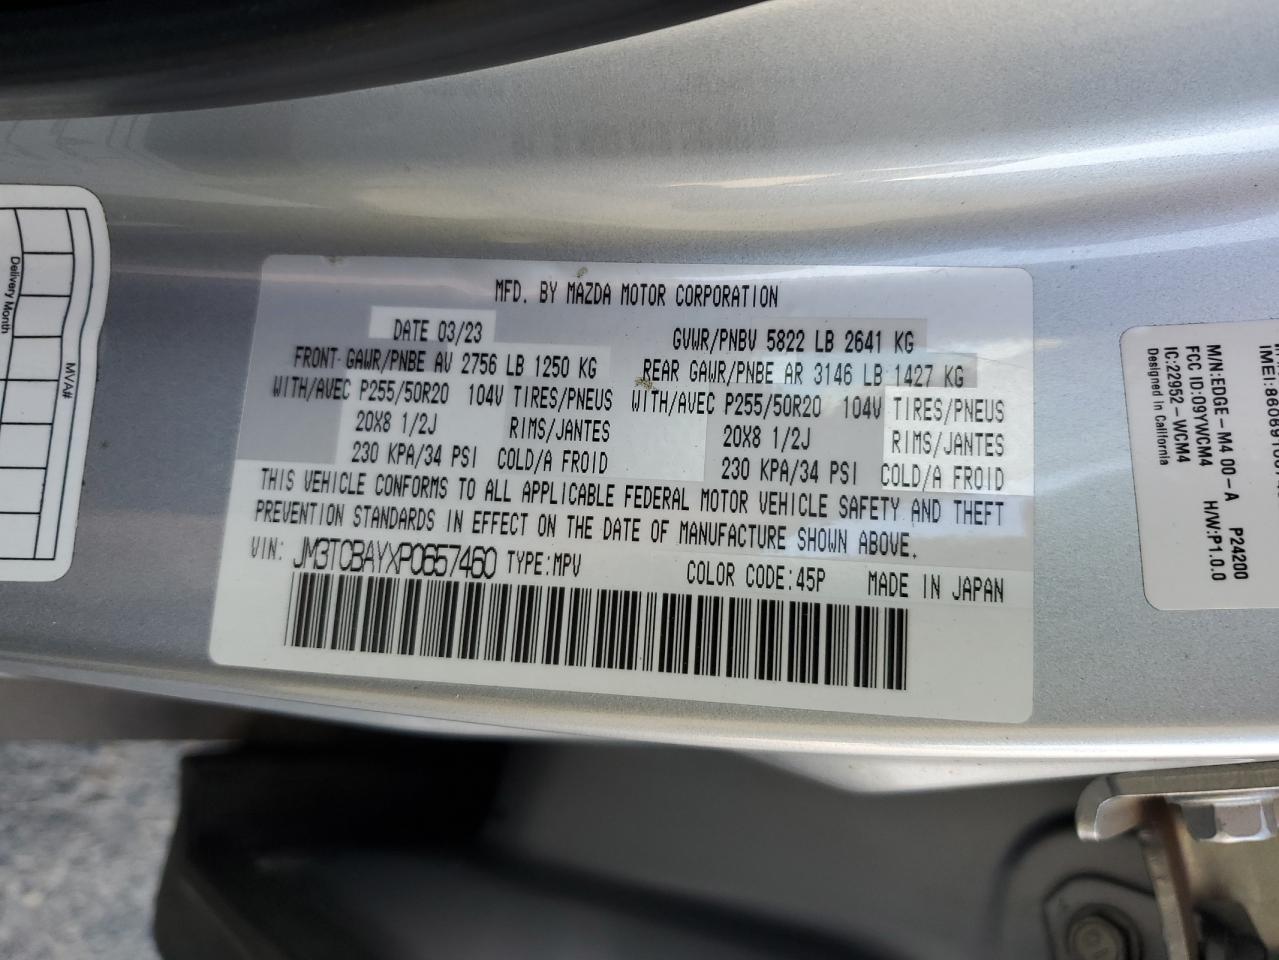 MFD. BY MAZDA MOTOR CORPORATION
DATE 03/23 GVWR/PNBV 5822 LB 2641 KG
FRONT GAWR/PNBE AV 2756 LB 1250 KG REAR GAWR/PNBE AR 3146 LB 1427 KG
WITH/AVEC P255/50R20 104V TIRES/PNEUS WITH/AVEC P255/50R20 104V TIRES/PNEUS
20X8 1/2J RIMS/JANTES 20X8 1/2J RIMS/JANTES
230 KPA/34 PSI COLD/A FROID 230 KPA/34 PSI COLD/A FROID
THIS VEHICLE CONFORMS TO ALL APPLICABLE FEDERAL MOTOR VEHICLE SAFETY AND THEFT
PREVENTION STANDARDS IN EFFECT ON THE DATE OF MANUFACTURE SHOWN ABOVE.
VIN: JM3TCBAYXP0657460 TYPE:MPV COLOR CODE:45P MADE IN JAPAN
MVA#
Delivery Month
M/N:EDGE-M4 00-A P24200
FCC ID:O9YWCM4 H/W:P1.0.0
IC:22952-WCM4
Designed in California